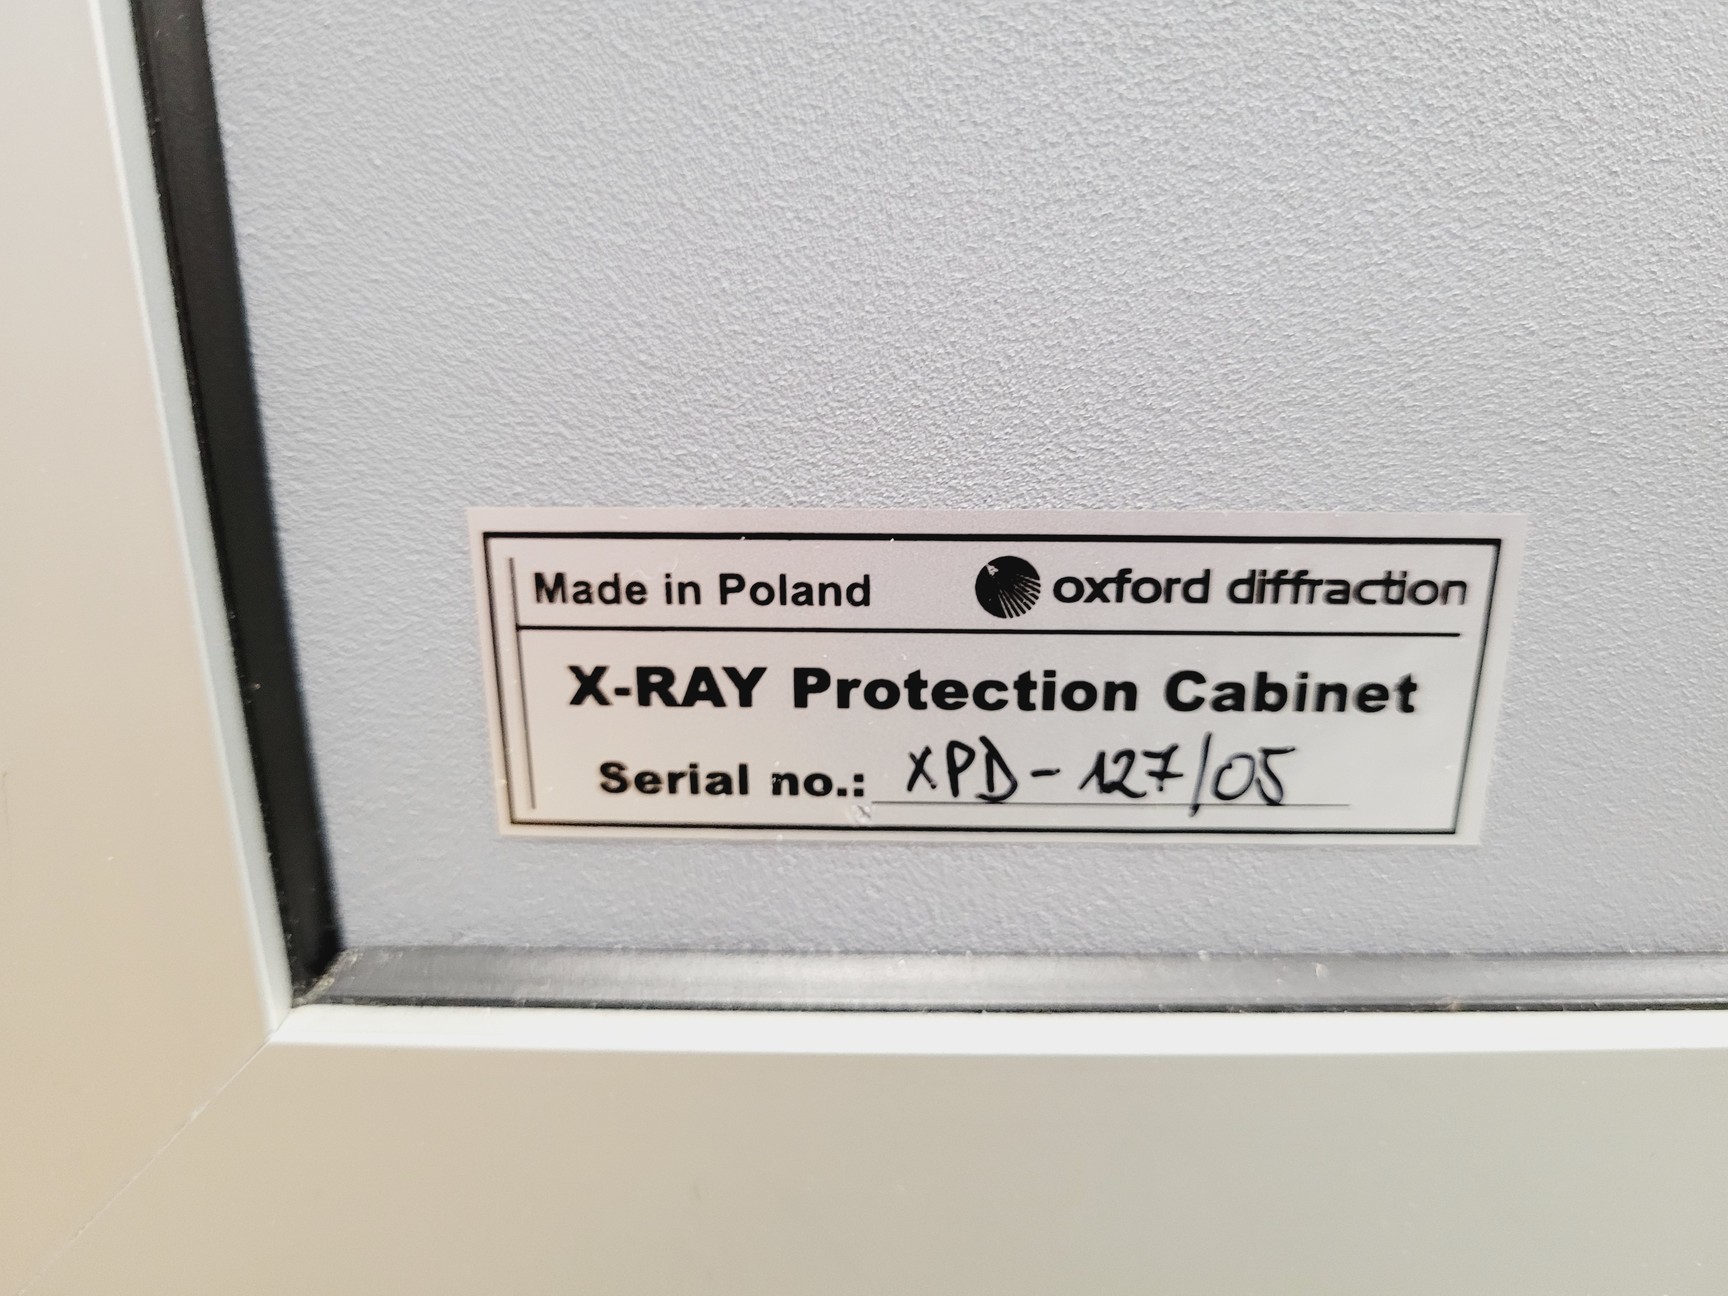 Made in Poland oxford diffraction
X-RAY Protection Cabinet
Serial no.: XPD-127/05